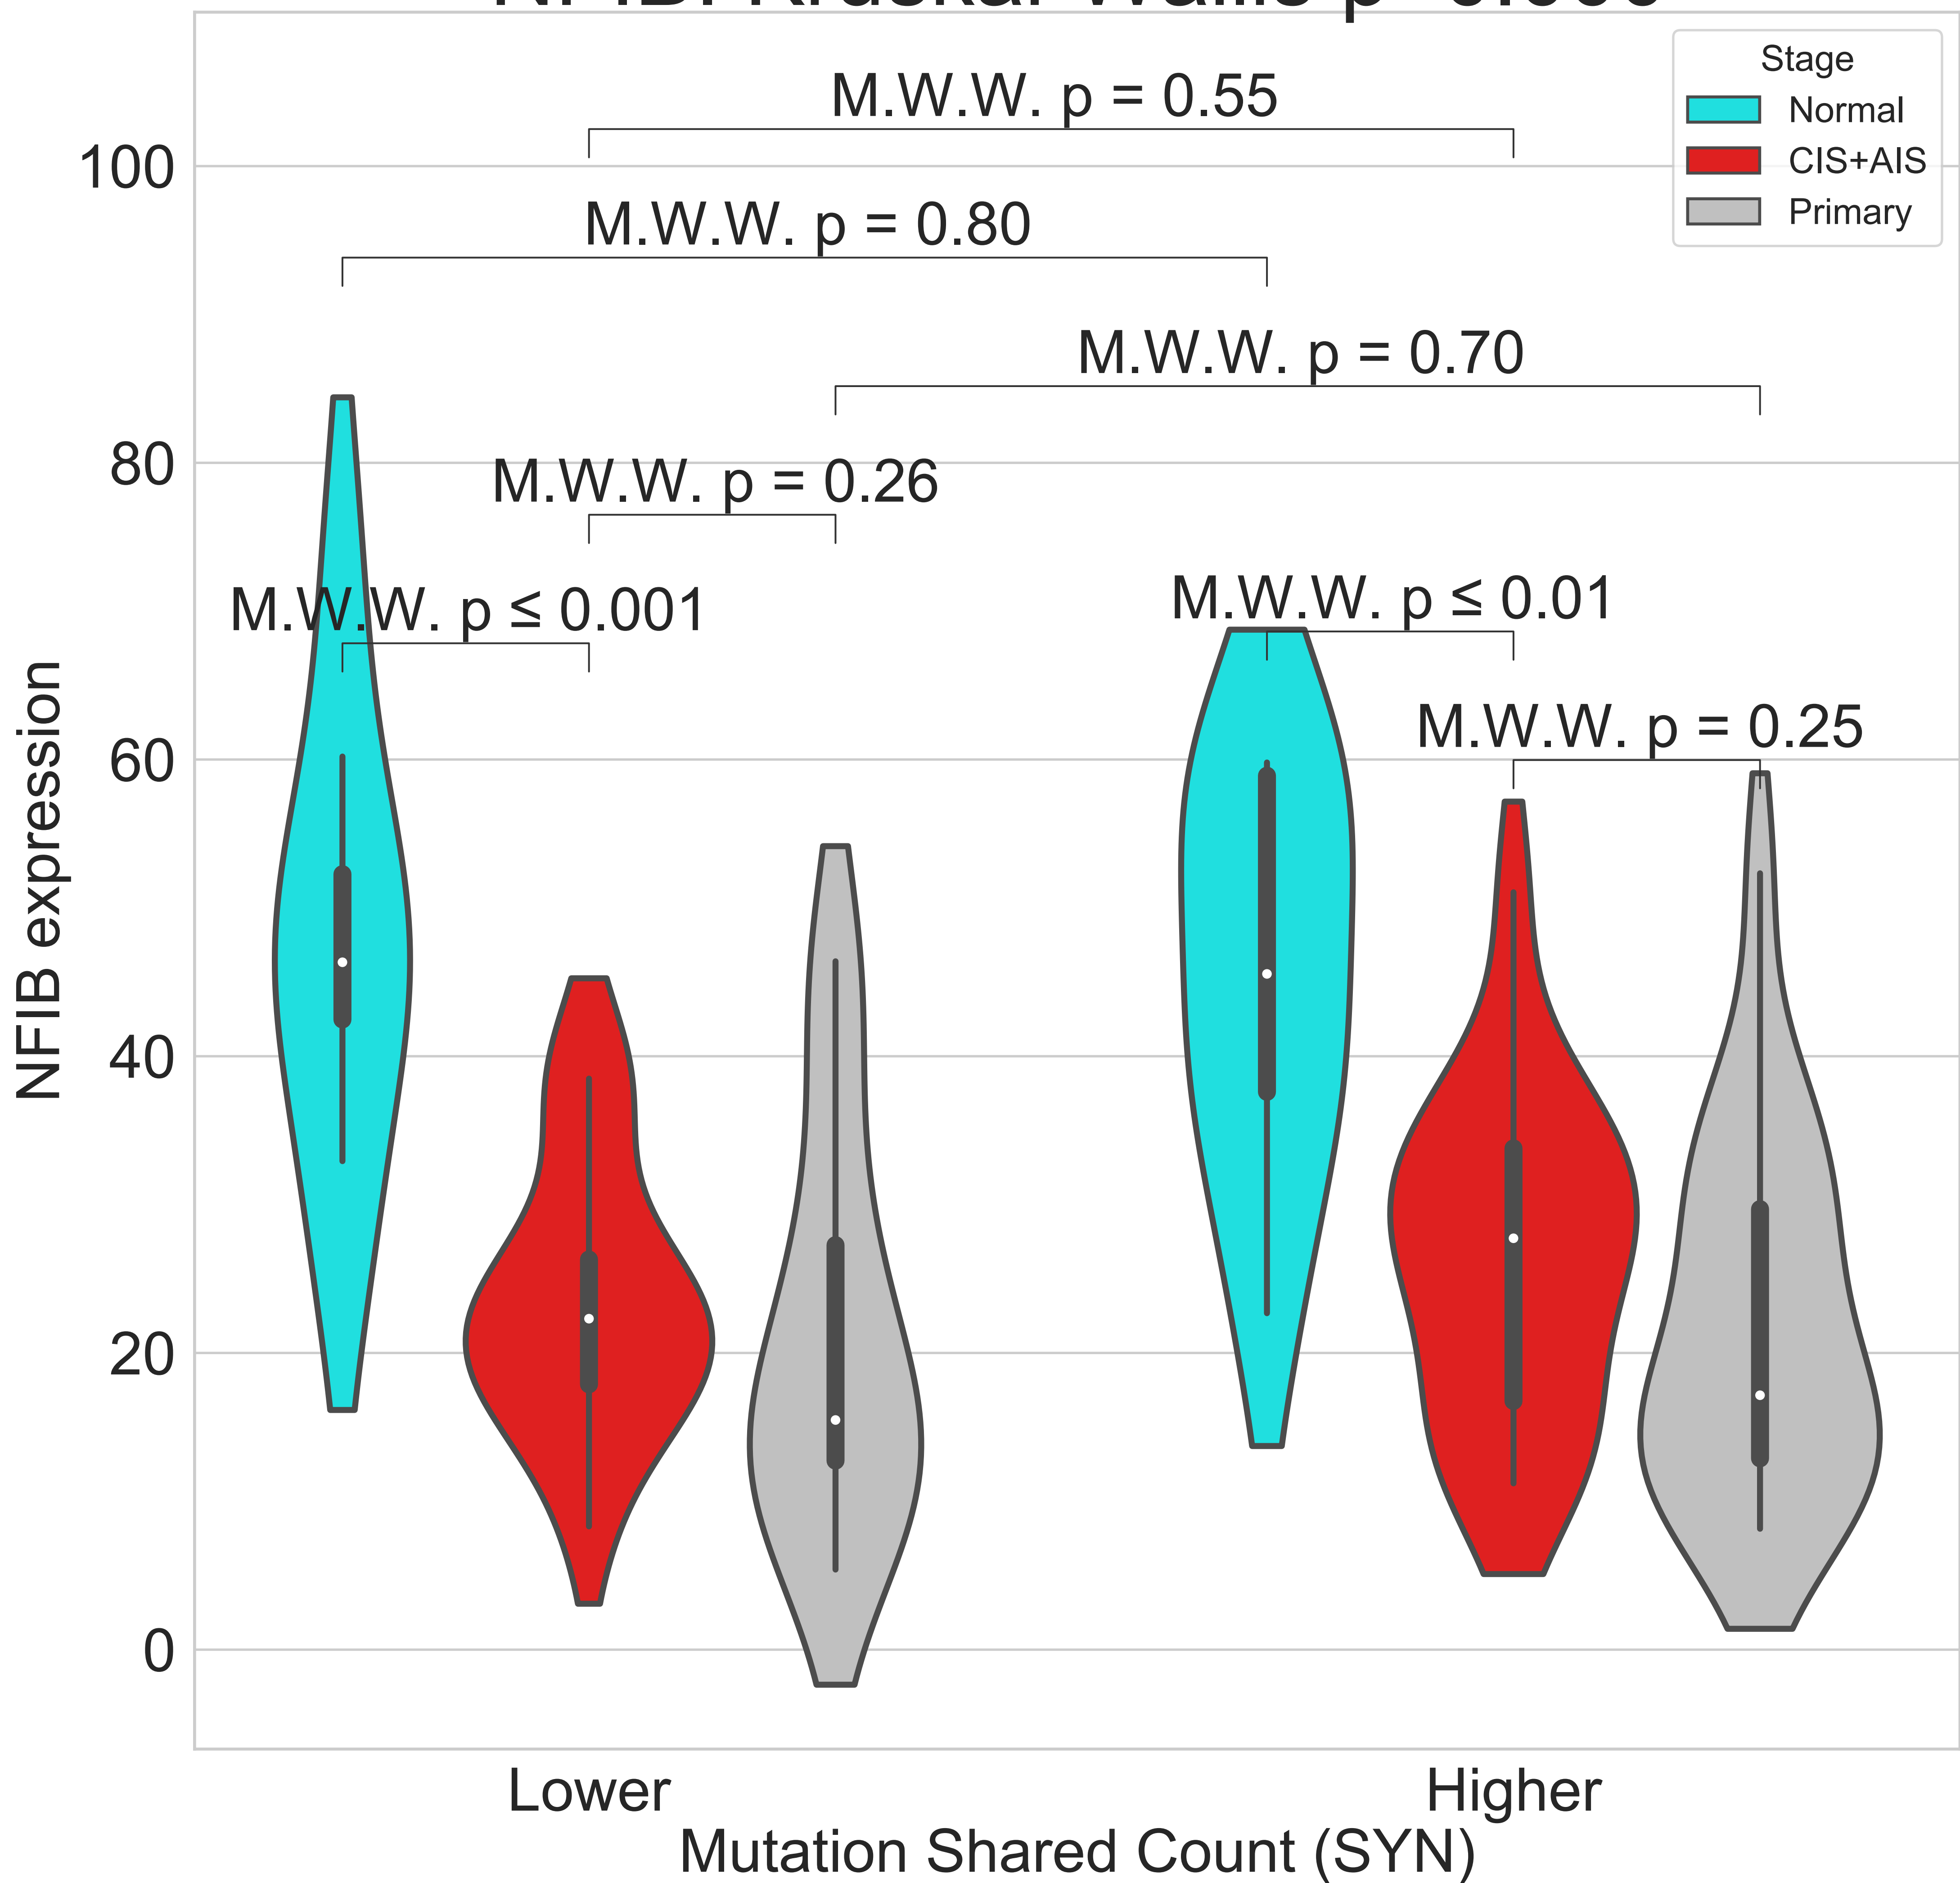 Stage
Normal
CIS+AIS
Primary
M.W.W. p = 0.55
M.W.W. p = 0.80
M.W.W. p = 0.70
M.W.W. p = 0.26
M.W.W. p ≤ 0.001
M.W.W. p ≤ 0.01
M.W.W. p = 0.25
100
80
60
40
20
0
NFIB expression
Lower
Higher
Mutation Shared Count (SYN)